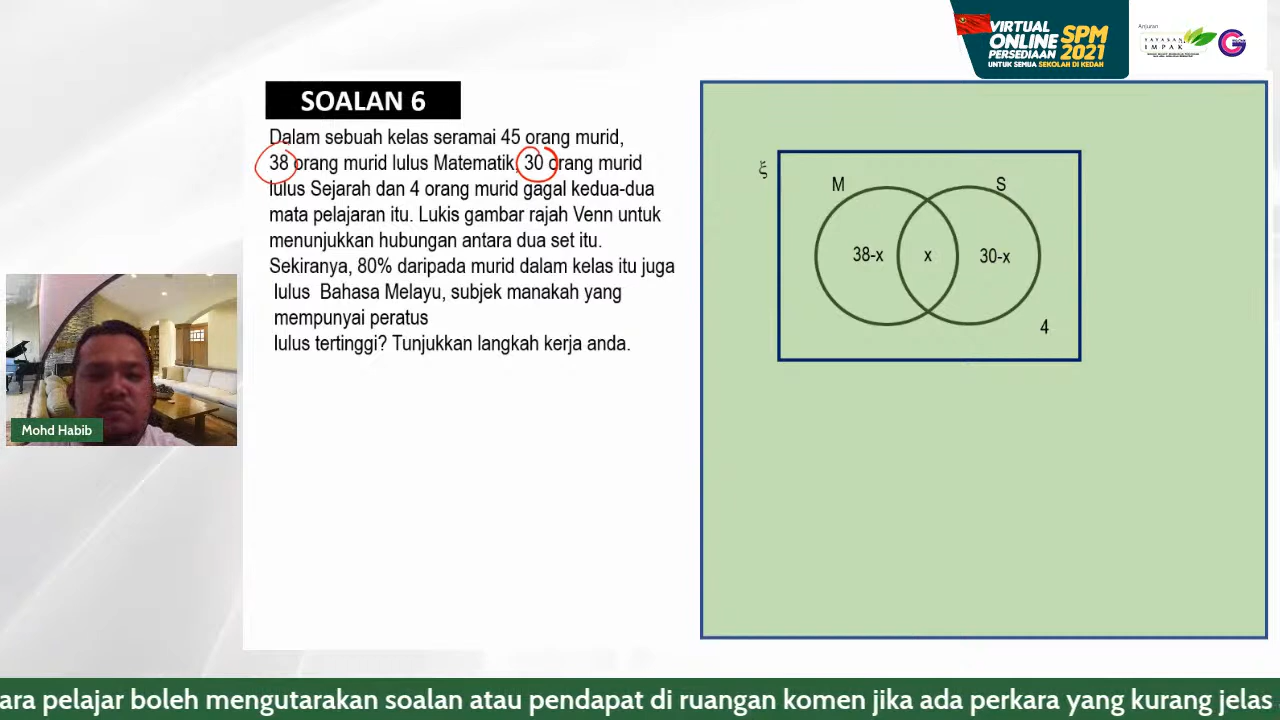 VIRTUAL
ONLINE
PERSEDIAAN
SPM
2021
UNTUK SEMUA SEKOLAH DI KEDAH
Anjuran
YAYASAN
IMPAK
SOALAN 6
Dalam sebuah kelas seramai 45 orang murid,
38 orang murid lulus Matematik, 30 orang murid
lulus Sejarah dan 4 orang murid gagal kedua-dua
mata pelajaran itu. Lukis gambar rajah Venn untuk
menunjukkan hubungan antara dua set itu.
Sekiranya, 80% daripada murid dalam kelas itu juga
lulus Bahasa Melayu, subjek manakah yang
mempunyai peratus
lulus tertinggi? Tunjukkan langkah kerja anda.
ξ
M
S
38-x
x
30-x
4
Mohd Habib
ara pelajar boleh mengutarakan soalan atau pendapat di ruangan komen jika ada perkara yang kurang jelas